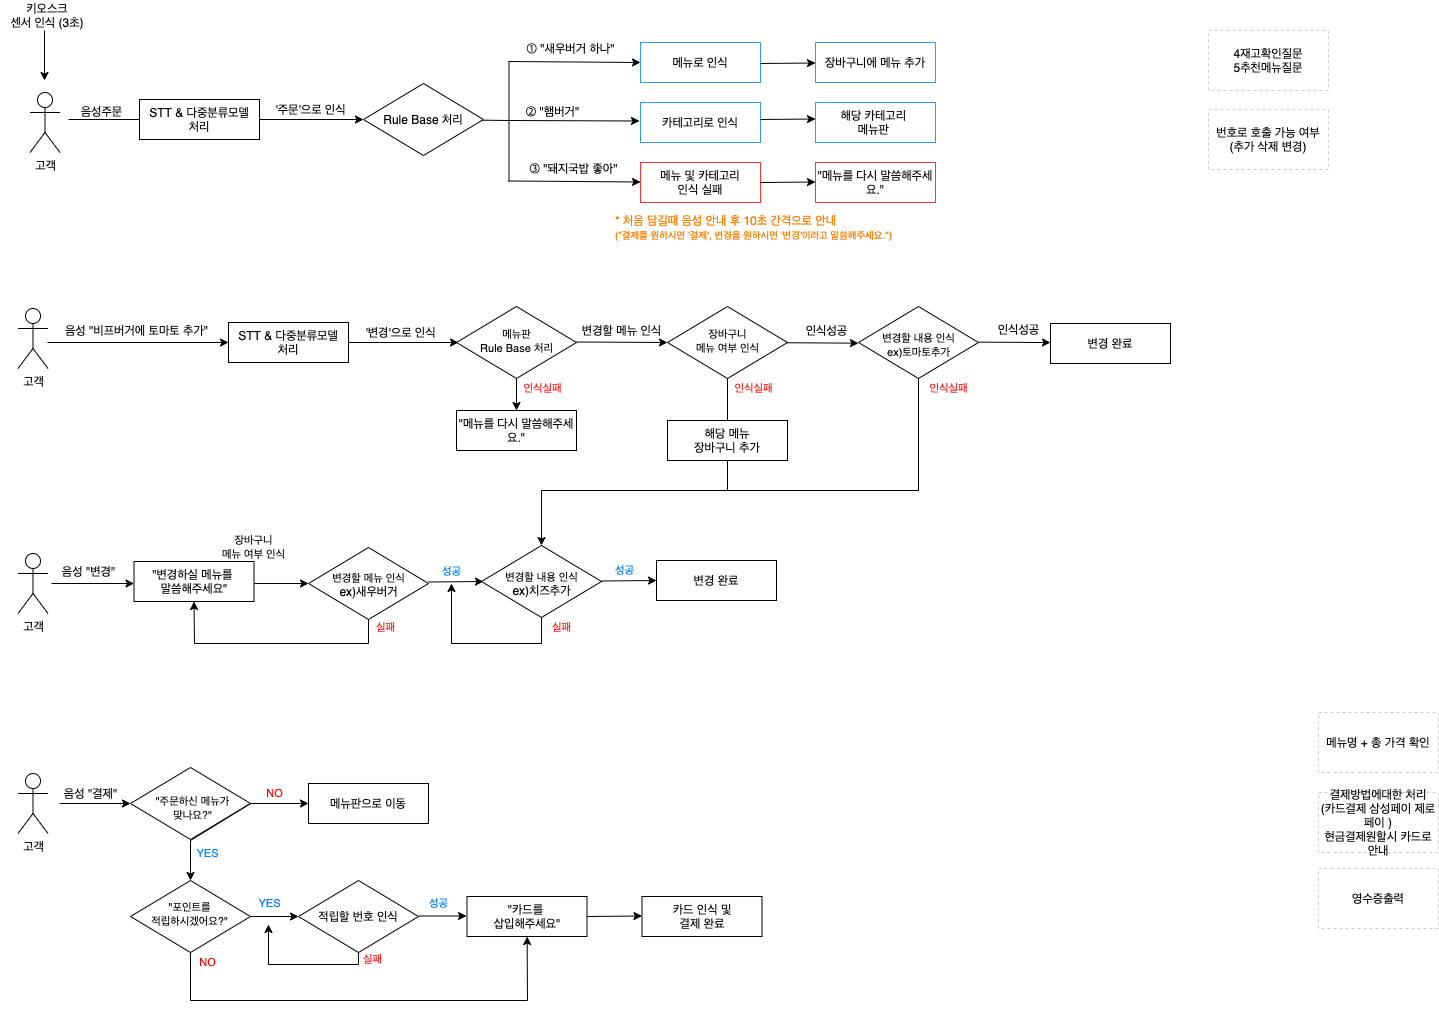 키오스크
센서 인식 (3초)
고객
음성주문
STT & 다중분류모델
처리
'주문'으로 인식
Rule Base 처리
① "새우버거 하나"
메뉴로 인식
장바구니에 메뉴 추가
② "햄버거"
카테고리로 인식
해당 카테고리
메뉴판
③ "돼지국밥 좋아"
메뉴 및 카테고리
인식 실패
"메뉴를 다시 말씀해주세
요."
* 처음 담길때 음성 안내 후 10초 간격으로 안내
("결제를 원하시면 '결제', 변경을 원하시면 '변경'이라고 말씀해주세요.")
4재고확인질문
5추천메뉴질문
번호로 호출 가능 여부
(추가 삭제 변경)
고객
음성 "비프버거에 토마토 추가"
STT & 다중분류모델
처리
'변경'으로 인식
메뉴판
Rule Base 처리
변경할 메뉴 인식
장바구니
메뉴 여부 인식
인식성공
변경할 내용 인식
ex)토마토추가
인식성공
변경 완료
인식실패
인식실패
인식실패
"메뉴를 다시 말씀해주세
요."
해당 메뉴
장바구니 추가
고객
음성 "변경"
"변경하실 메뉴를
말씀해주세요"
장바구니
메뉴 여부 인식
변경할 메뉴 인식
ex)새우버거
성공
실패
변경할 내용 인식
ex)치즈추가
성공
실패
변경 완료
고객
음성 "결제"
"주문하신 메뉴가
맞나요?"
NO
메뉴판으로 이동
YES
"포인트를
적립하시겠어요?"
YES
적립할 번호 인식
성공
"카드를
삽입해주세요"
카드 인식 및
결제 완료
NO
실패
메뉴명 + 총 가격 확인
결제방법에대한 처리
(카드결제 삼성페이 제로
페이 )
현금결제원할시 카드로
안내
영수증출력